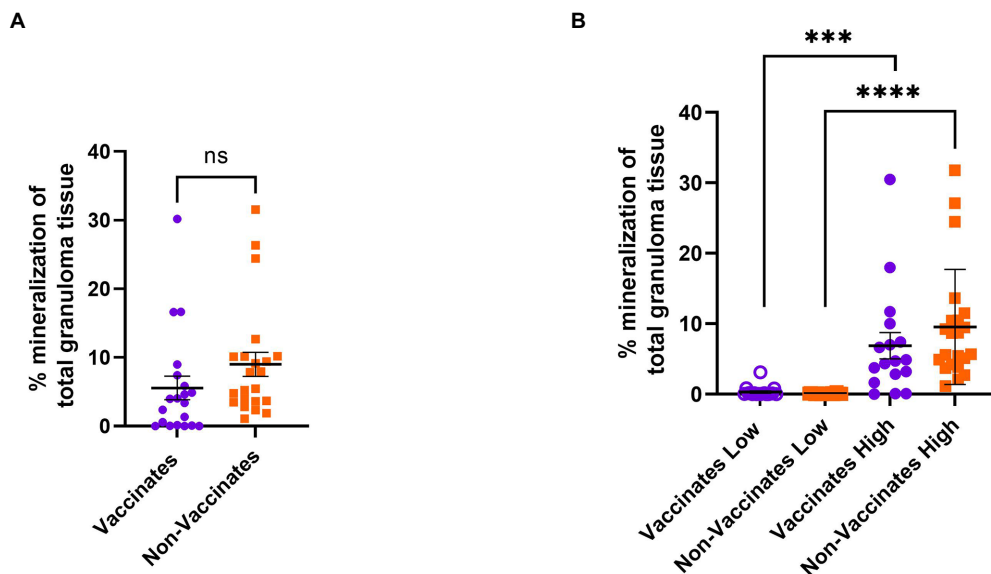 A
% mineralization of
total granuloma tissue
40
30
20
10
0
ns
Vaccinates
Non-Vaccinates
B
% mineralization of
total granuloma tissue
40
30
20
10
0
***
****
Vaccinates Low
Non-Vaccinates Low
Vaccinates High
Non-Vaccinates High